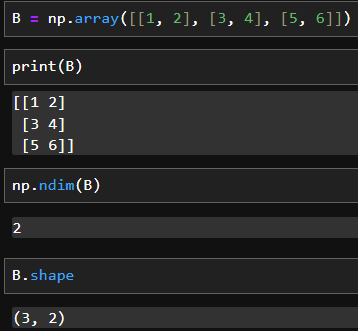 B = np.array([[1, 2], [3, 4], [5, 6]])
print(B)
[[1 2]
 [3 4]
 [5 6]]
np.ndim(B)
2
B.shape
(3, 2)